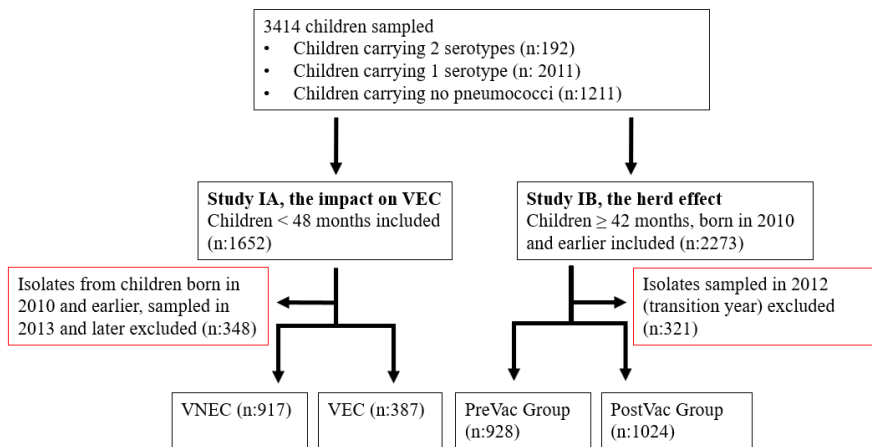 3414 children sampled
• Children carrying 2 serotypes (n:192)
• Children carrying 1 serotype (n: 2011)
• Children carrying no pneumococci (n:1211)
Study IA, the impact on VEC
Children < 48 months included
(n:1652)
Study IB, the herd effect
Children ≥ 42 months, born in 2010
and earlier included (n:2273)
Isolates from children born in
2010 and earlier, sampled in
2013 and later excluded (n:348)
Isolates sampled in 2012
(transition year) excluded
(n:321)
VNEC (n:917)
VEC (n:387)
PreVac Group
(n:928)
PostVac Group
(n:1024)